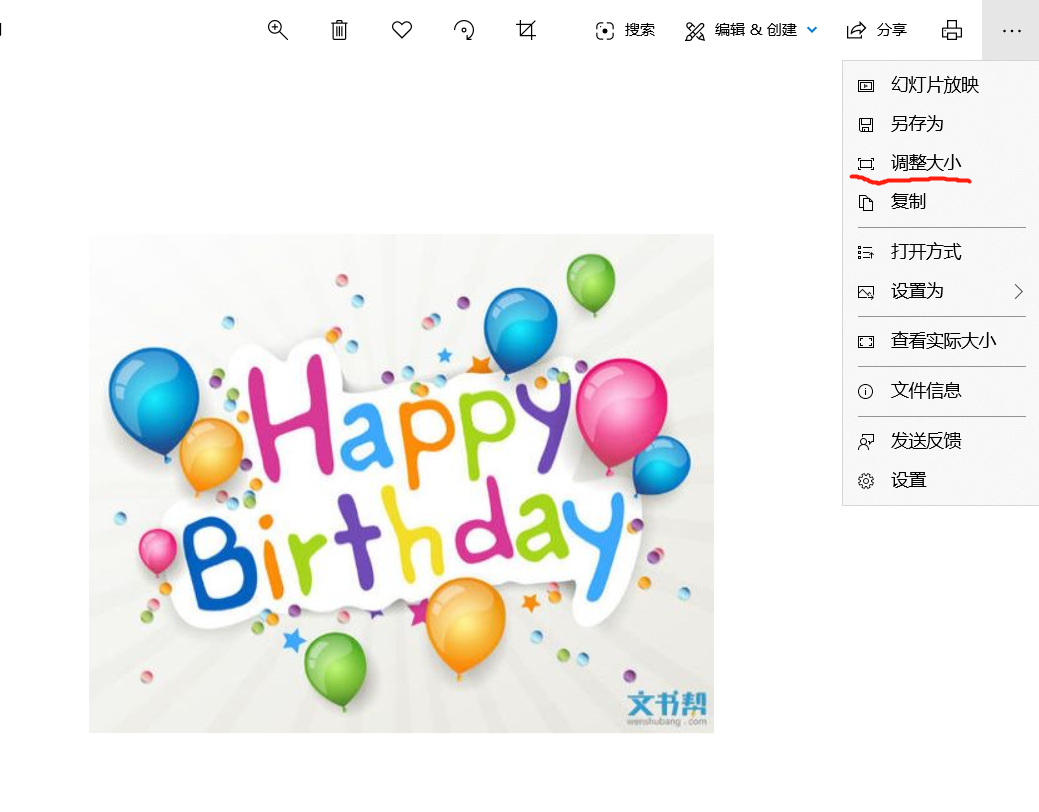 搜索
编辑 & 创建
分享
幻灯片放映
另存为
调整大小
复制
打开方式
设置为
查看实际大小
文件信息
发送反馈
设置
Happy
Birthday
文书帮
wenshubang.com